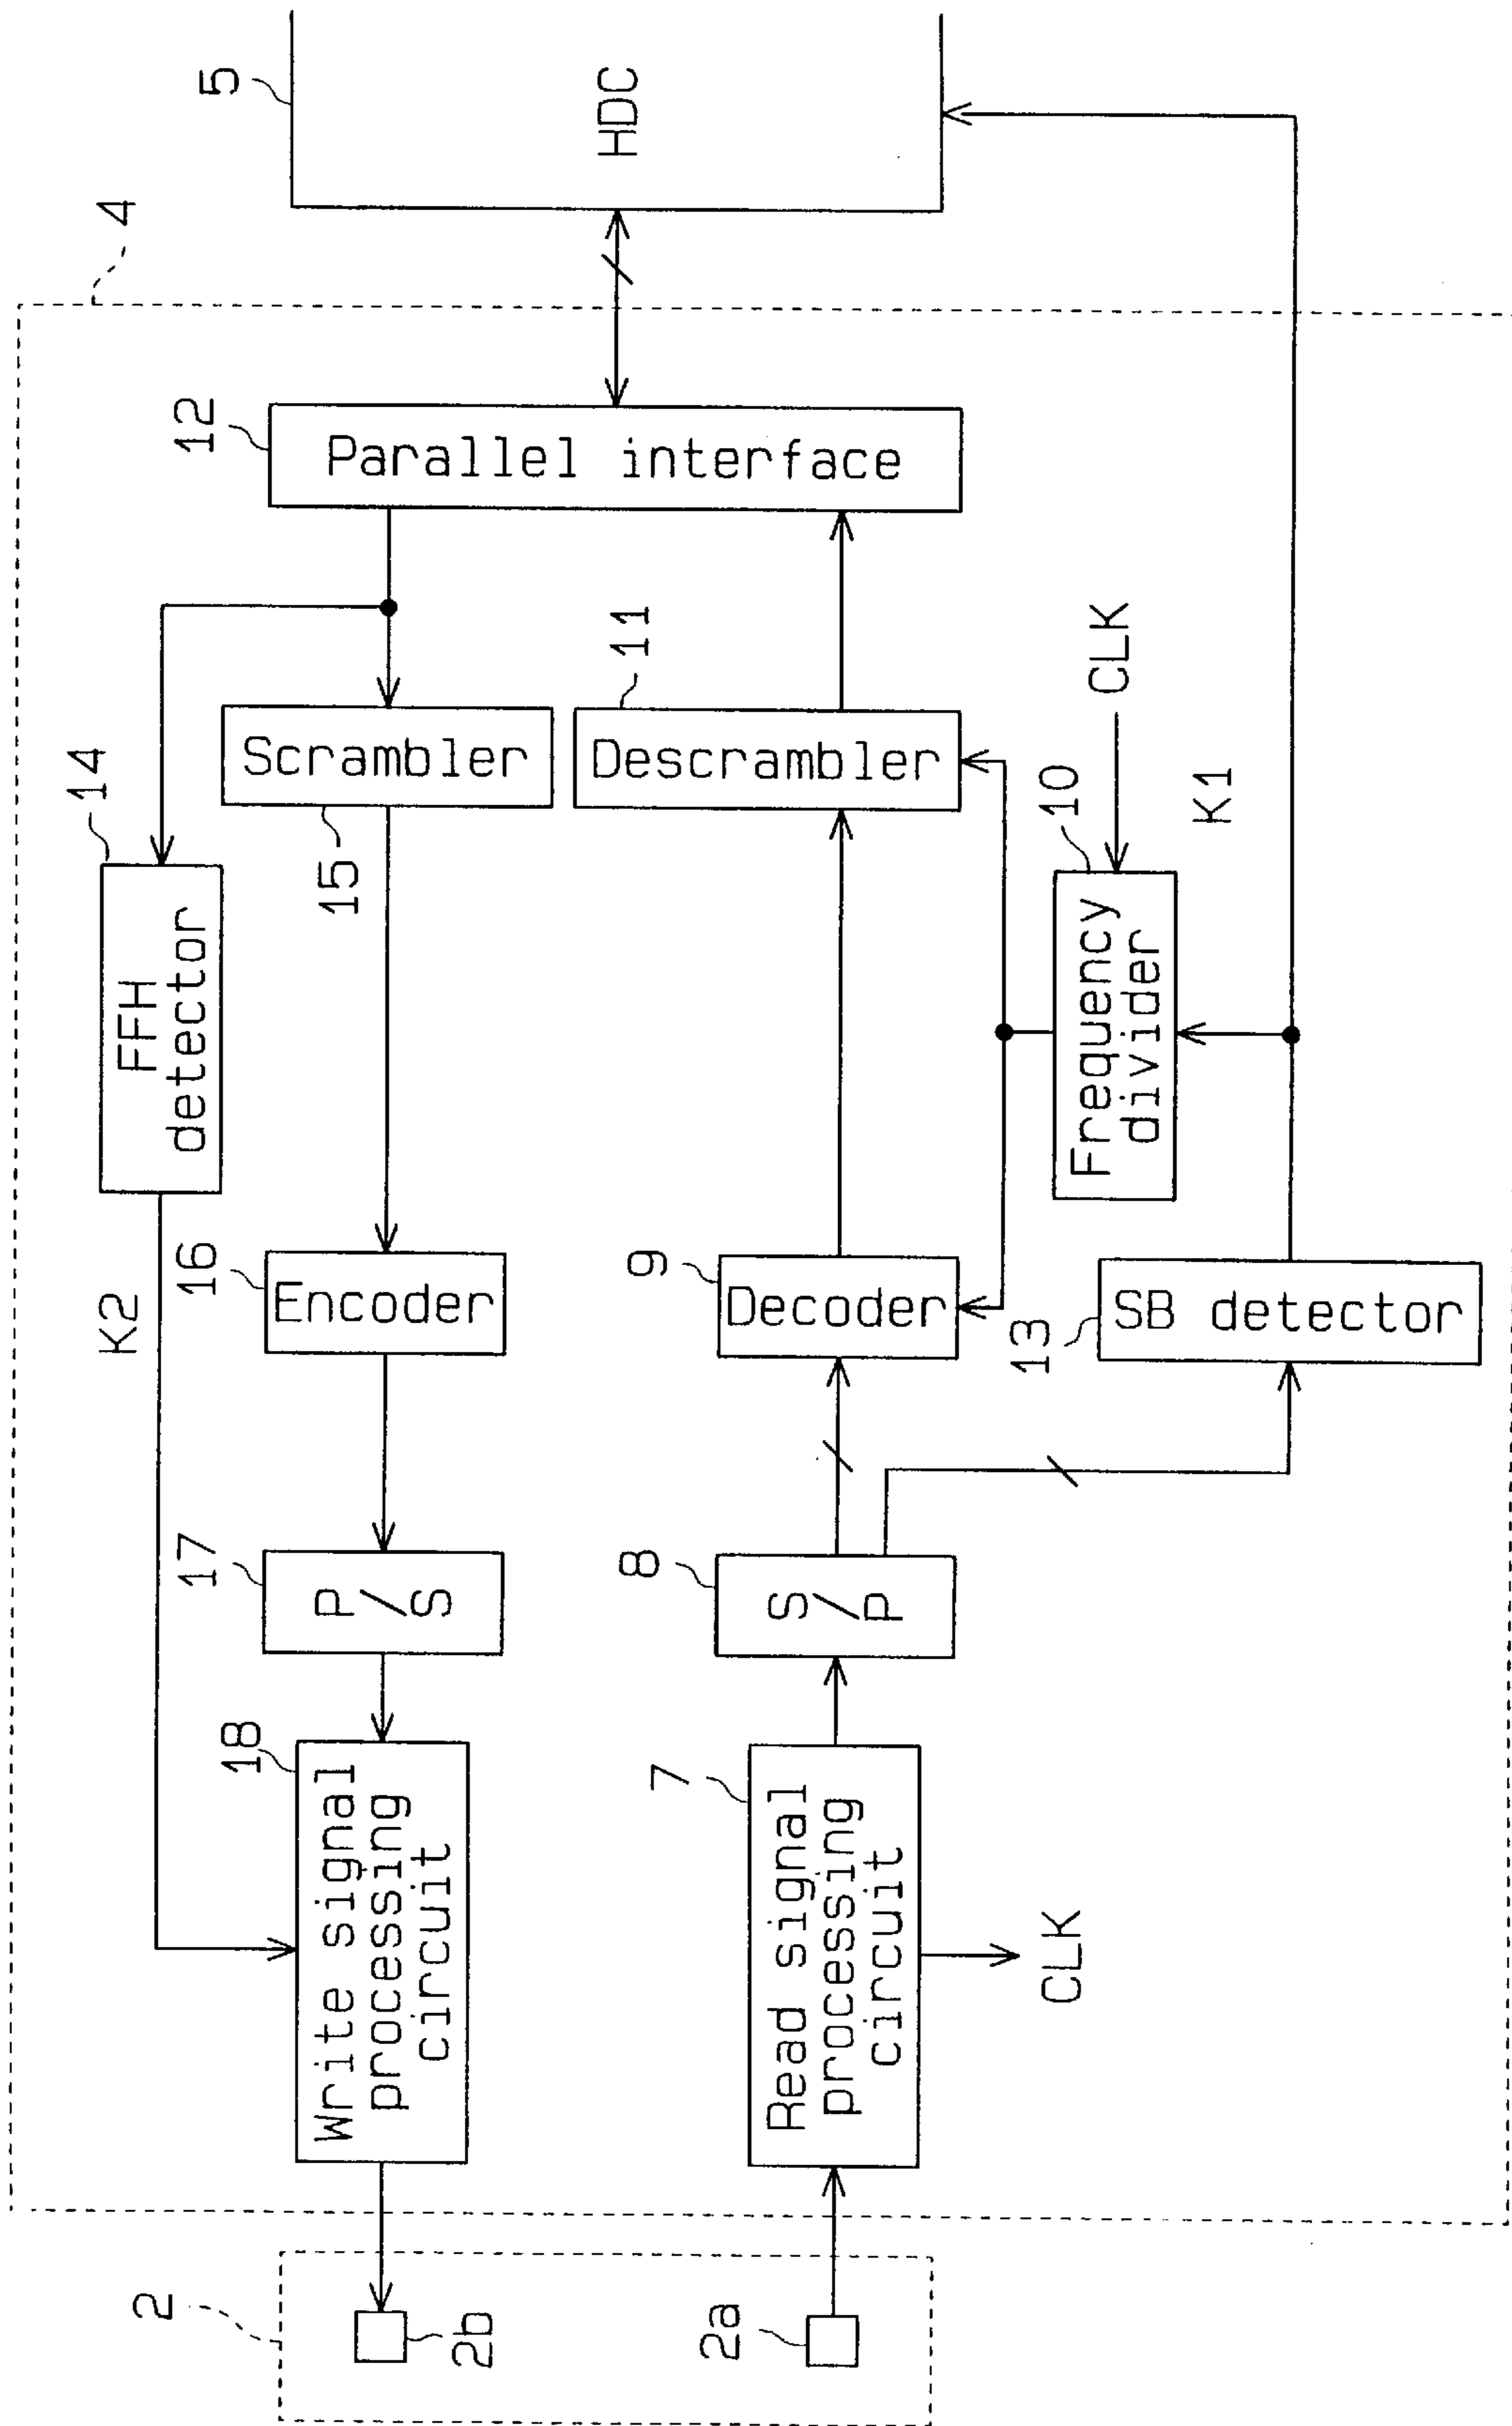 2
2b
2a
4
K2
14
FFH
detector
18
Write signal
processing
circuit
17
P
/
S
16
Encoder
15
Scrambler
12
Parallel interface
5
HDC
7
Read signal
processing
circuit
CLK
8
S
/
P
9
Decoder
11
Descrambler
10
Frequency
divider
CLK
13
SB detector
K1